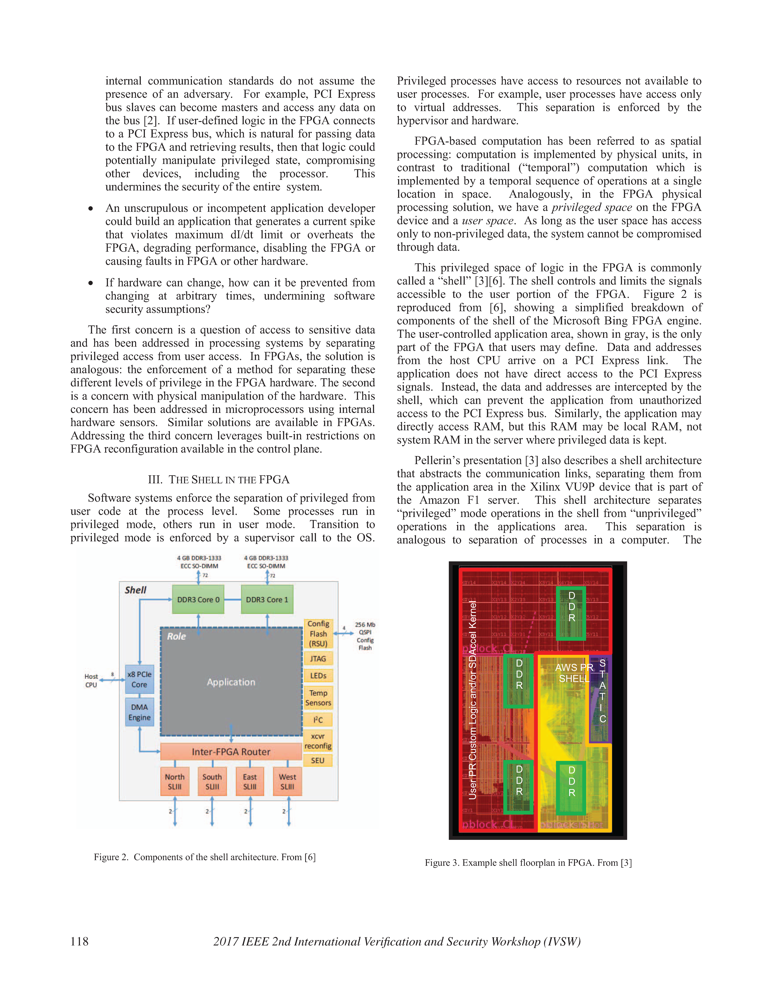 internal communication standards do not assume the
presence of an adversary. For example, PCI Express
bus slaves can become masters and access any data on
the bus [2]. If user-defined logic in the FPGA connects
to a PCI Express bus, which is natural for passing data
to the FPGA and retrieving results, then that logic could
potentially manipulate privileged state, compromising
other devices, including the processor. This
undermines the security of the entire system.
• An unscrupulous or incompetent application developer
could build an application that generates a current spike
that violates maximum dI/dt limit or overheats the
FPGA, degrading performance, disabling the FPGA or
causing faults in FPGA or other hardware.
• If hardware can change, how can it be prevented from
changing at arbitrary times, undermining software
security assumptions?
The first concern is a question of access to sensitive data
and has been addressed in processing systems by separating
privileged access from user access. In FPGAs, the solution is
analogous: the enforcement of a method for separating these
different levels of privilege in the FPGA hardware. The second
is a concern with physical manipulation of the hardware. This
concern has been addressed in microprocessors using internal
hardware sensors. Similar solutions are available in FPGAs.
Addressing the third concern leverages built-in restrictions on
FPGA reconfiguration available in the control plane.
III. THE SHELL IN THE FPGA
Software systems enforce the separation of privileged from
user code at the process level. Some processes run in
privileged mode, others run in user mode. Transition to
privileged mode is enforced by a supervisor call to the OS.
4 GB DDR3-1333
ECC SO-DIMM
4 GB DDR3-1333
ECC SO-DIMM
72
72
Shell
DDR3 Core 0
DDR3 Core 1
Role
Application
Config
Flash
(RSU)
4
256 Mb
QSPI
Config
Flash
JTAG
LEDs
Temp
Sensors
I²C
xcvr
reconfig
SEU
Host
CPU
8
x8 PCIe
Core
DMA
Engine
Inter-FPGA Router
North
SLIII
South
SLIII
East
SLIII
West
SLIII
2
2
2
2
Figure 2. Components of the shell architecture. From [6]
Privileged processes have access to resources not available to
user processes. For example, user processes have access only
to virtual addresses. This separation is enforced by the
hypervisor and hardware.
FPGA-based computation has been referred to as spatial
processing: computation is implemented by physical units, in
contrast to traditional (“temporal”) computation which is
implemented by a temporal sequence of operations at a single
location in space. Analogously, in the FPGA physical
processing solution, we have a privileged space on the FPGA
device and a user space. As long as the user space has access
only to non-privileged data, the system cannot be compromised
through data.
This privileged space of logic in the FPGA is commonly
called a “shell” [3][6]. The shell controls and limits the signals
accessible to the user portion of the FPGA. Figure 2 is
reproduced from [6], showing a simplified breakdown of
components of the shell of the Microsoft Bing FPGA engine.
The user-controlled application area, shown in gray, is the only
part of the FPGA that users may define. Data and addresses
from the host CPU arrive on a PCI Express link. The
application does not have direct access to the PCI Express
signals. Instead, the data and addresses are intercepted by the
shell, which can prevent the application from unauthorized
access to the PCI Express bus. Similarly, the application may
directly access RAM, but this RAM may be local RAM, not
system RAM in the server where privileged data is kept.
Pellerin’s presentation [3] also describes a shell architecture
that abstracts the communication links, separating them from
the application area in the Xilinx VU9P device that is part of
the Amazon F1 server. This shell architecture separates
“privileged” mode operations in the shell from “unprivileged”
operations in the applications area. This separation is
analogous to separation of processes in a computer. The
User PR Custom Logic and/or SDAccel Kernel
DDR
DDR
DDR
DDR
AWS PR
SHELL
STATIC
pblock_CL
pblock_CL
X1Y14 X2Y14 X3Y14 X4Y14 X5Y14
X1Y13 X2Y13 X3Y13
X1Y12 X2Y12 X3Y12
X1Y11 X2Y11 X3Y11
Figure 3. Example shell floorplan in FPGA. From [3]
118
2017 IEEE 2nd International Verification and Security Workshop (IVSW)